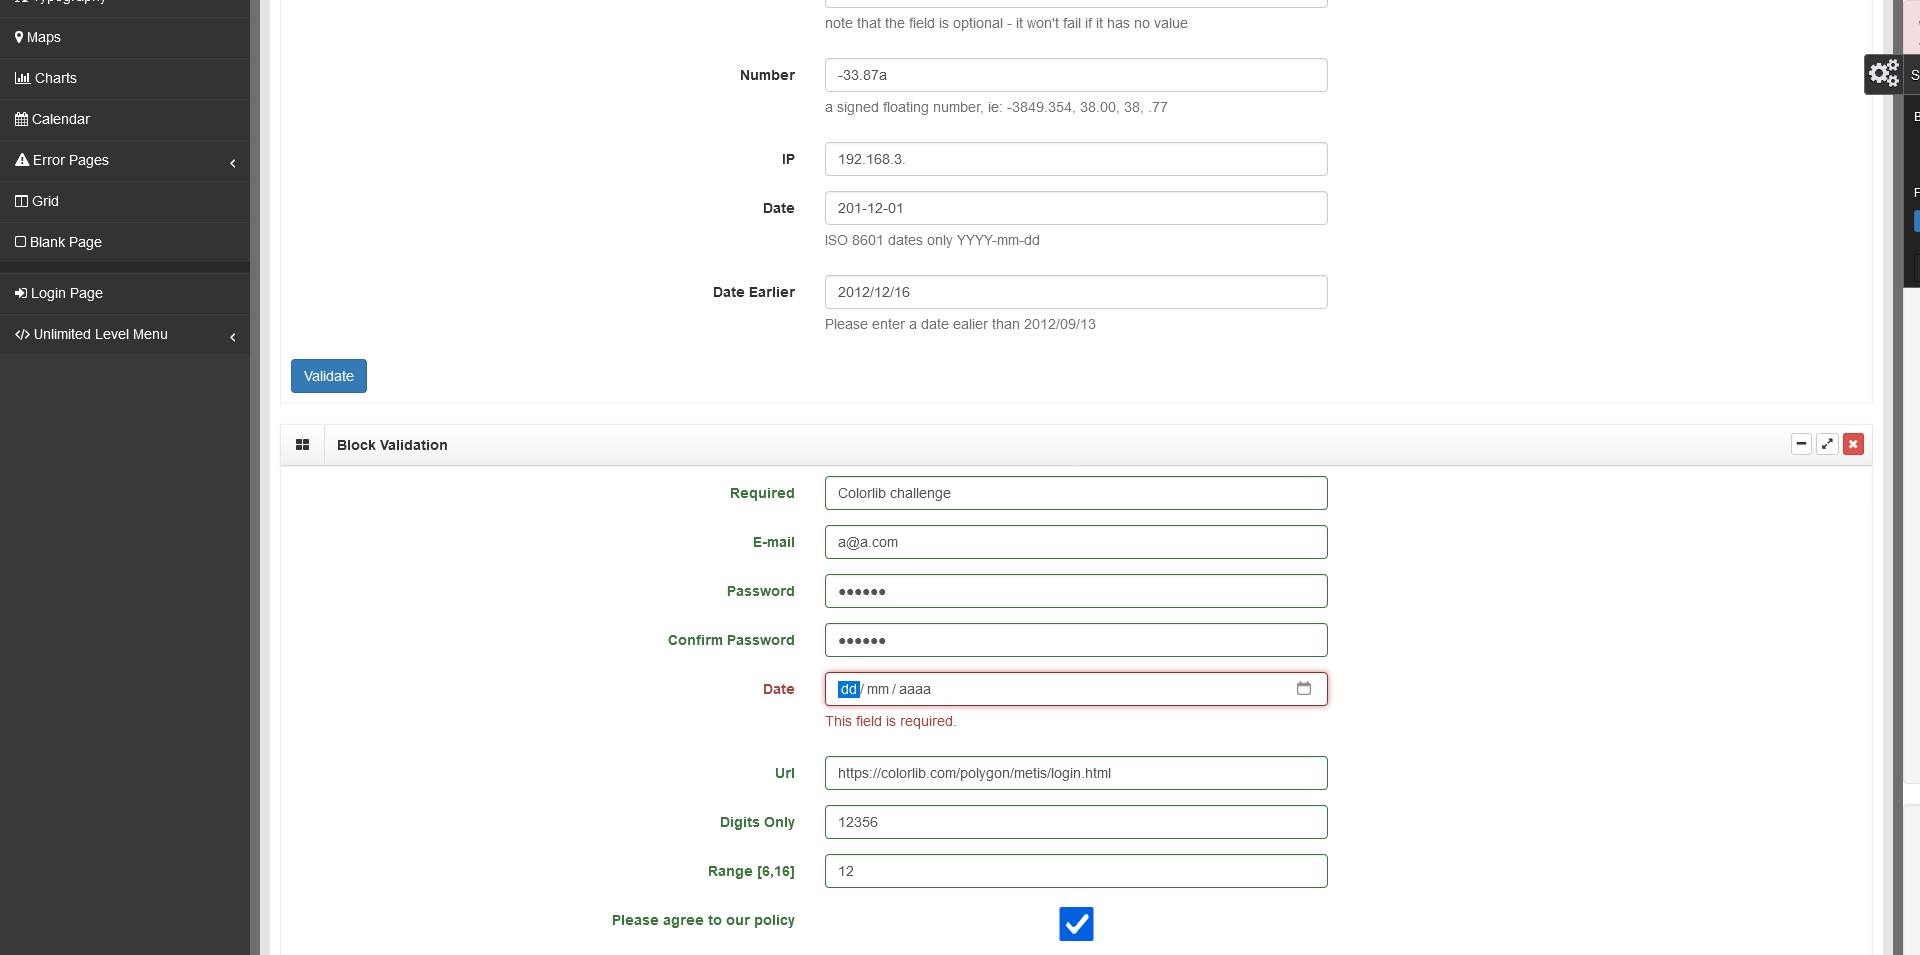 Typography
Maps
Charts
Calendar
Error Pages
Grid
Blank Page
Login Page
Unlimited Level Menu
note that the field is optional - it won't fail if it has no value
Number -33.87a
a signed floating number, ie: -3849.354, 38.00, 38, .77
IP 192.168.3.
Date 201-12-01
ISO 8601 dates only YYYY-mm-dd
Date Earlier 2012/12/16
Please enter a date ealier than 2012/09/13
Validate
Block Validation
Required Colorlib challenge
E-mail a@a.com
Password ••••••
Confirm Password ••••••
Date dd/mm/aaaa
This field is required.
Url https://colorlib.com/polygon/metis/login.html
Digits Only 12356
Range [6,16] 12
Please agree to our policy